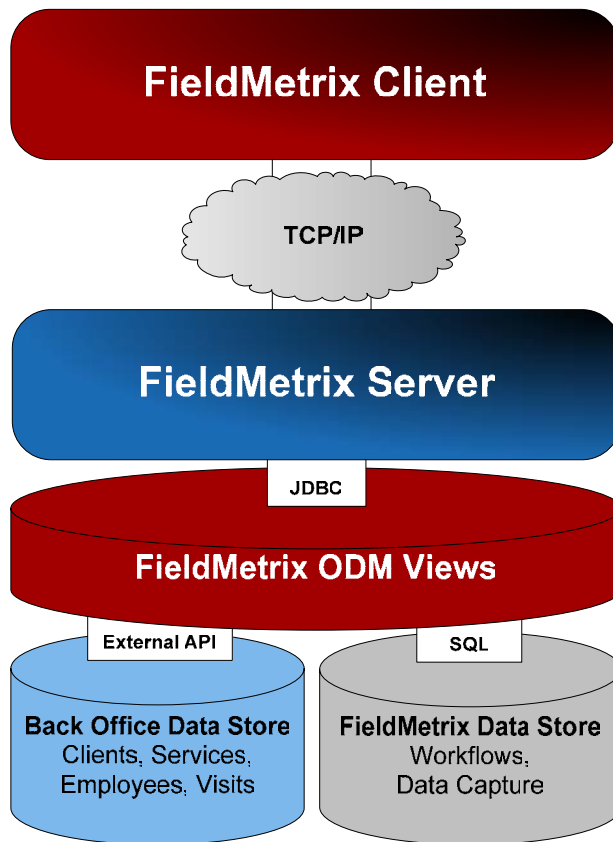 FieldMetrix Client
TCP/IP
FieldMetrix Server
JDBC
FieldMetrix ODM Views
External API
SQL
Back Office Data Store
Clients, Services,
Employees, Visits
FieldMetrix Data Store
Workflows,
Data Capture